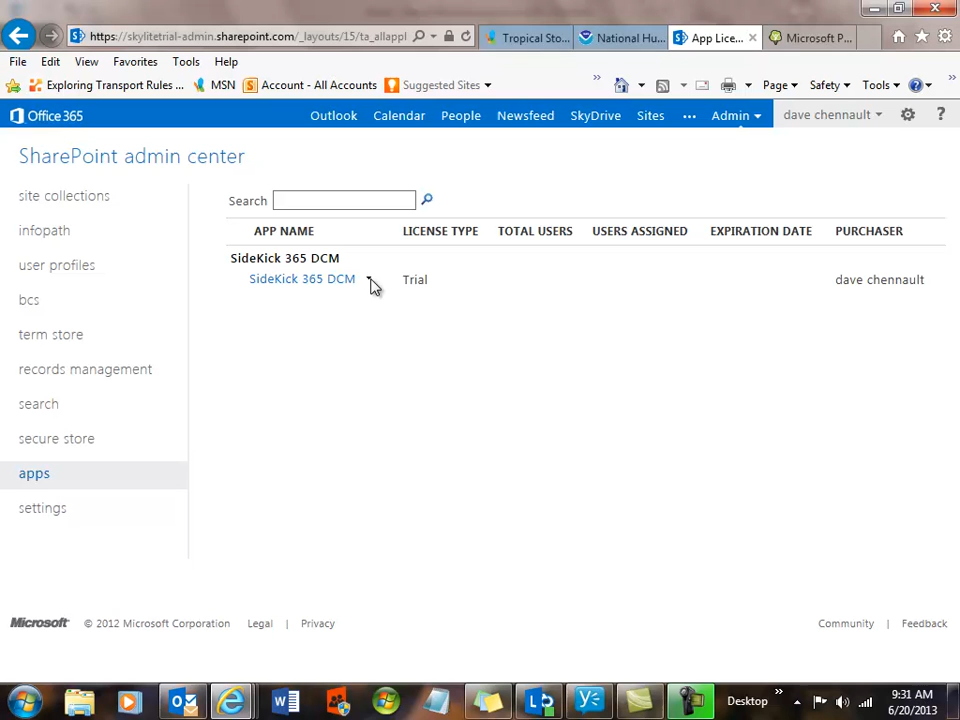 https://skylitetrial-admin.sharepoint.com/_layouts/15/ta_allappl
Tropical Sto...
National Hu...
App Lice...
Microsoft P...
File Edit View Favorites Tools Help
Exploring Transport Rules ...
MSN
Account - All Accounts
Suggested Sites
Page
Safety
Tools
Office 365
Outlook Calendar People Newsfeed SkyDrive Sites ... Admin
dave chennault
?
SharePoint admin center
site collections
infopath
user profiles
bcs
term store
records management
search
secure store
apps
settings
Search
APP NAME LICENSE TYPE TOTAL USERS USERS ASSIGNED EXPIRATION DATE PURCHASER
SideKick 365 DCM
SideKick 365 DCM Trial dave chennault
Microsoft © 2012 Microsoft Corporation Legal | Privacy
Community | Feedback
Desktop
9:31 AM
6/20/2013